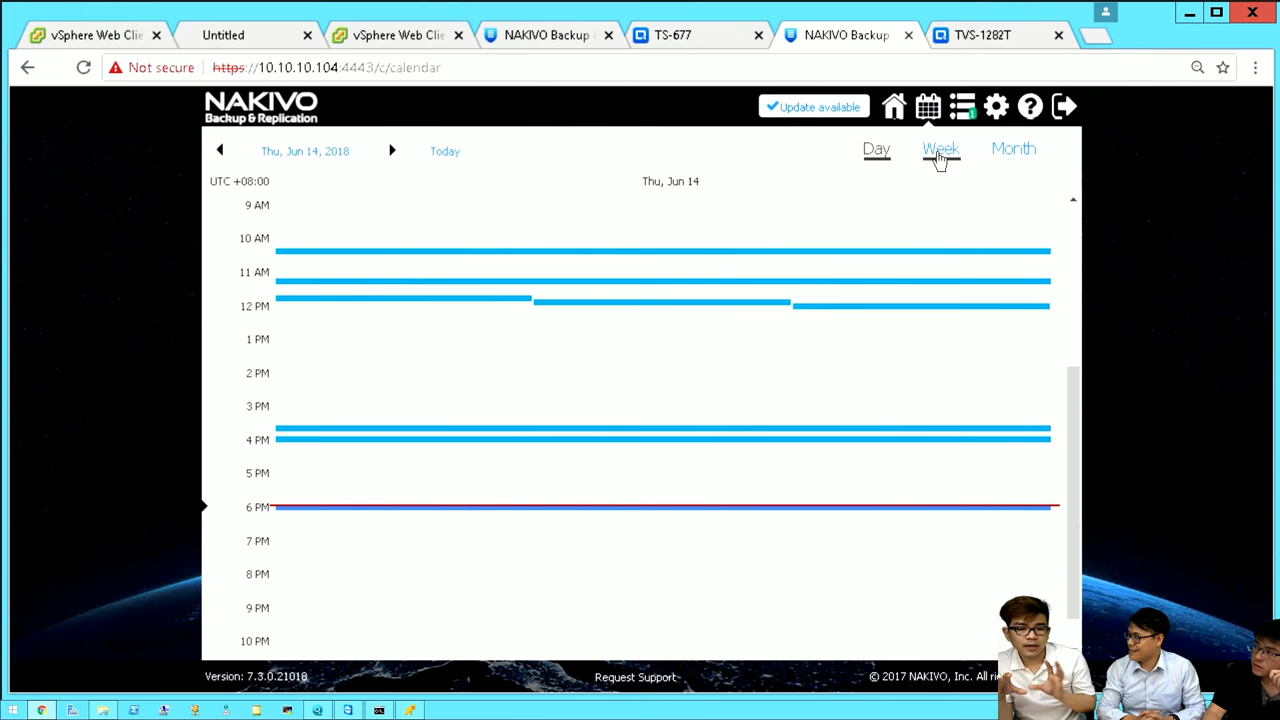 vSphere Web Clie
Untitled
vSphere Web Clie
NAKIVO Backup
TS-677
NAKIVO Backup
TVS-1282T
Not secure
https://10.10.10.104:4443/c/calendar
NAKIVO
Backup & Replication
Update available
1
Thu, Jun 14, 2018
Today
Day
Week
Month
UTC +08:00
Thu, Jun 14
9 AM
10 AM
11 AM
12 PM
1 PM
2 PM
3 PM
4 PM
5 PM
6 PM
7 PM
8 PM
9 PM
10 PM
Version: 7.3.0.21018
Request Support
© 2017 NAKIVO, Inc. All